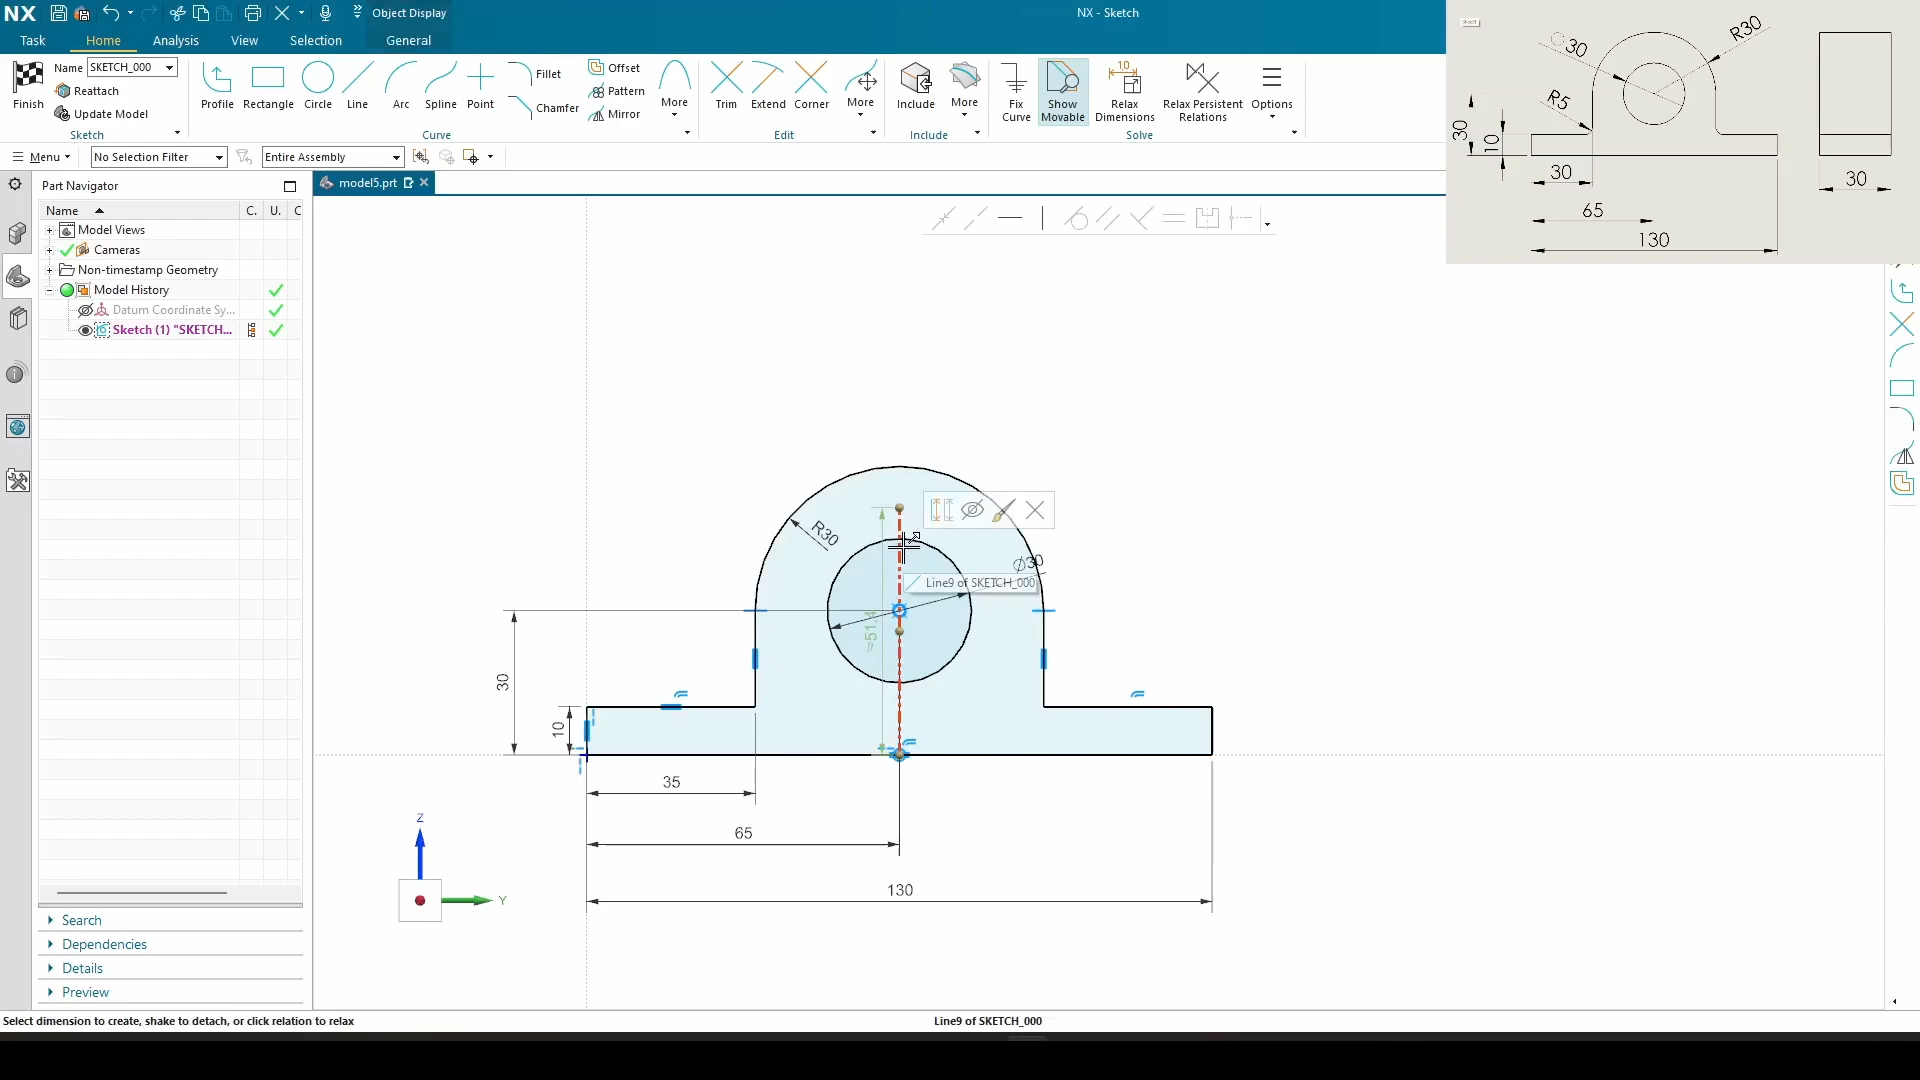 NX
Object Display
NX - Sketch
Task
Home
Analysis
View
Selection
General
Name
SKETCH_000
Reattach
Update Model
Finish
Sketch
Profile
Rectangle
Circle
Line
Arc
Spline
Point
Fillet
Chamfer
Offset
Pattern
Mirror
More
Curve
Trim
Extend
Corner
More
Edit
Include
More
Include
Fix Curve
Show Movable
Relax Dimensions
Relax Persistent Relations
Options
Solve
Menu
No Selection Filter
Entire Assembly
Part Navigator
model5.prt
Name
C.
U.
C
Model Views
Cameras
Non-timestamp Geometry
Model History
Datum Coordinate Sy...
Sketch (1) "SKETCH...
30
R30
R5
30
10
30
65
130
30
R30
∅30
Line9 of SKETCH_000
≈51,4
30
10
35
65
130
Z
Y
Search
Dependencies
Details
Preview
Select dimension to create, shake to detach, or click relation to relax
Line9 of SKETCH_000